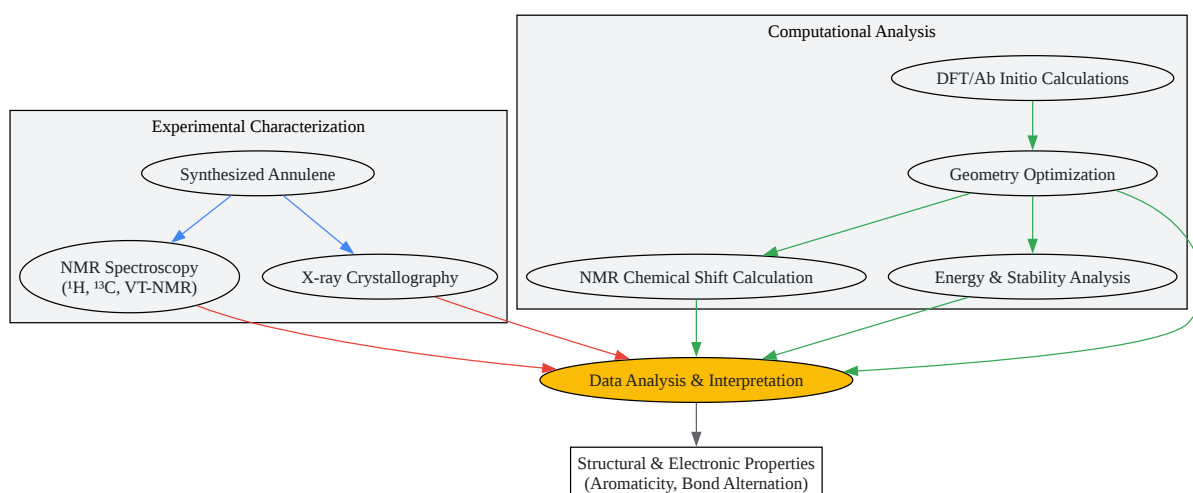 Computational Analysis
DFT/Ab Initio Calculations
Experimental Characterization
Synthesized Annulene
Geometry Optimization
NMR Spectroscopy
(¹H, ¹³C, VT-NMR)
X-ray Crystallography
NMR Chemical Shift Calculation
Energy & Stability Analysis
Data Analysis & Interpretation
Structural & Electronic Properties
(Aromaticity, Bond Alternation)